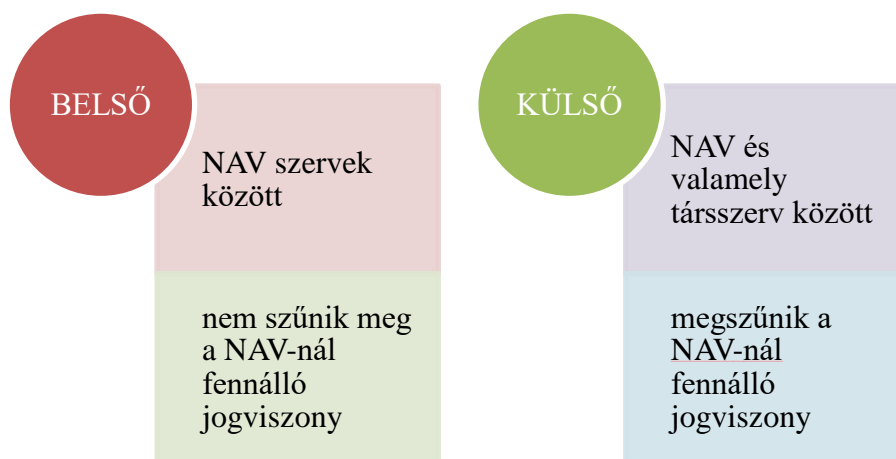 BELSŐ
NAV szervek
között
nem szűnik meg
a NAV-nál
fennálló
jogviszony
KÜLSŐ
NAV és
valamely
társszerv között
megszűnik a
NAV-nál
fennálló
jogviszony